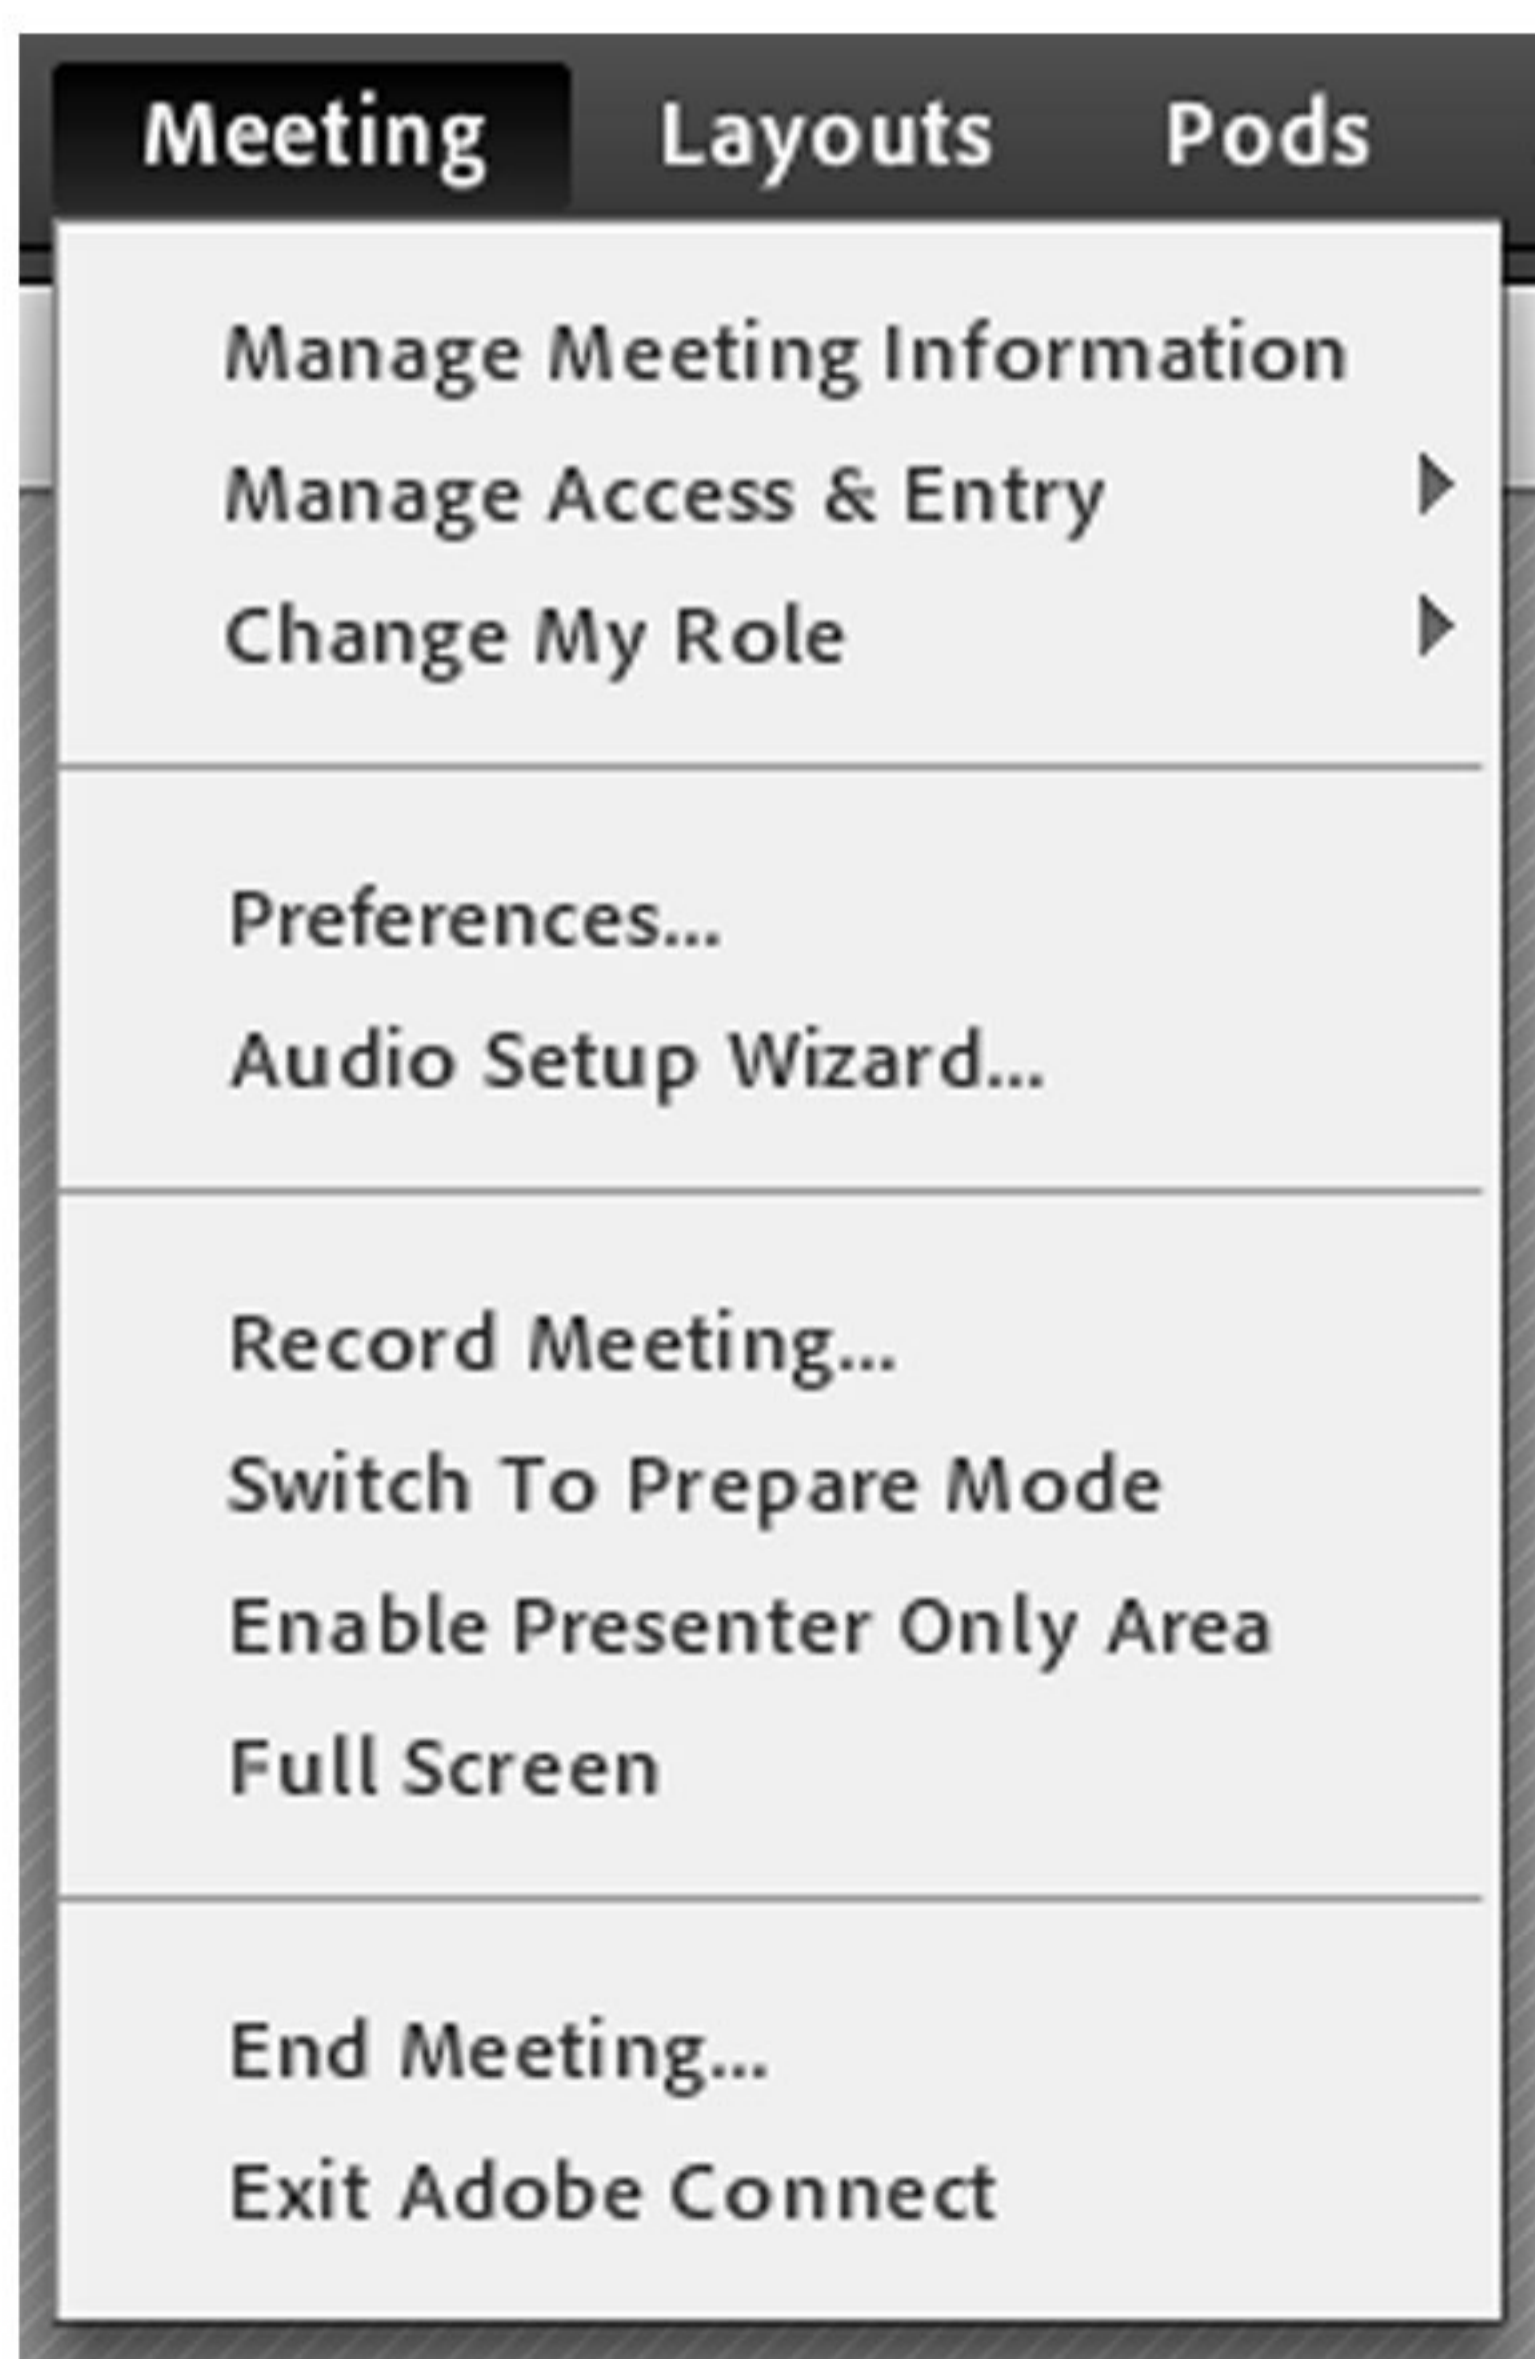 Meeting Layouts Pods
Manage Meeting Information
Manage Access & Entry
Change My Role
Preferences...
Audio Setup Wizard...
Record Meeting...
Switch To Prepare Mode
Enable Presenter Only Area
Full Screen
End Meeting...
Exit Adobe Connect